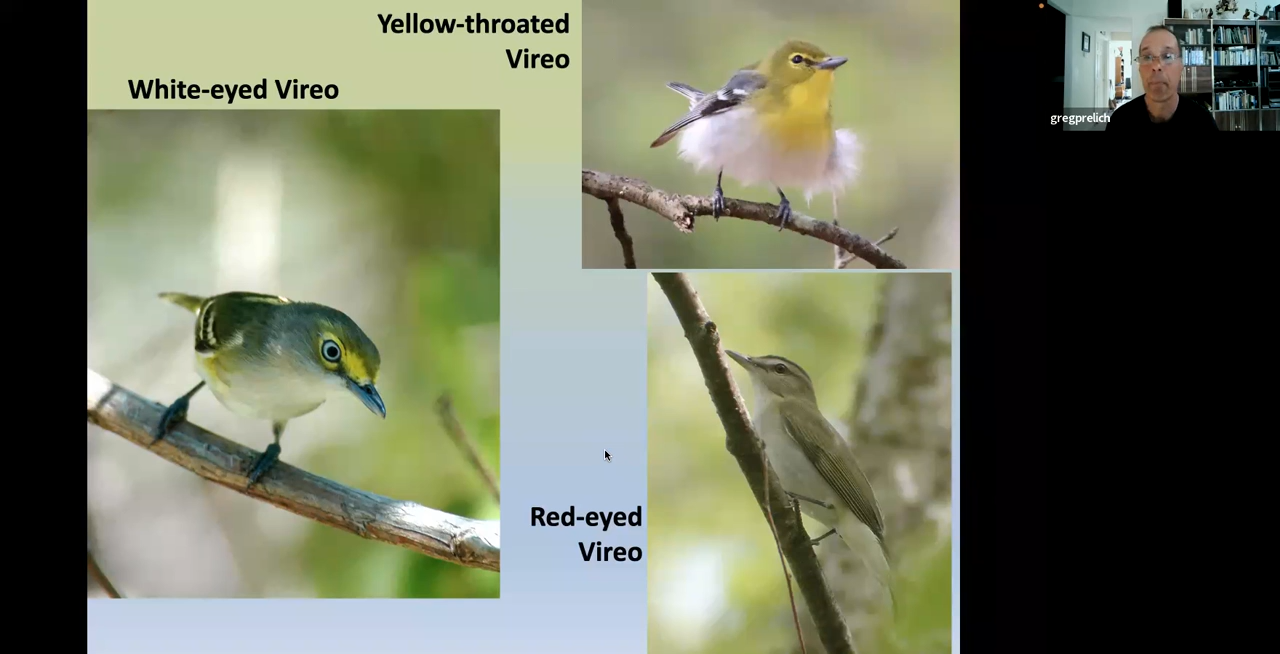 Yellow-throated
Vireo
White-eyed Vireo
Red-eyed
Vireo
gregprelich